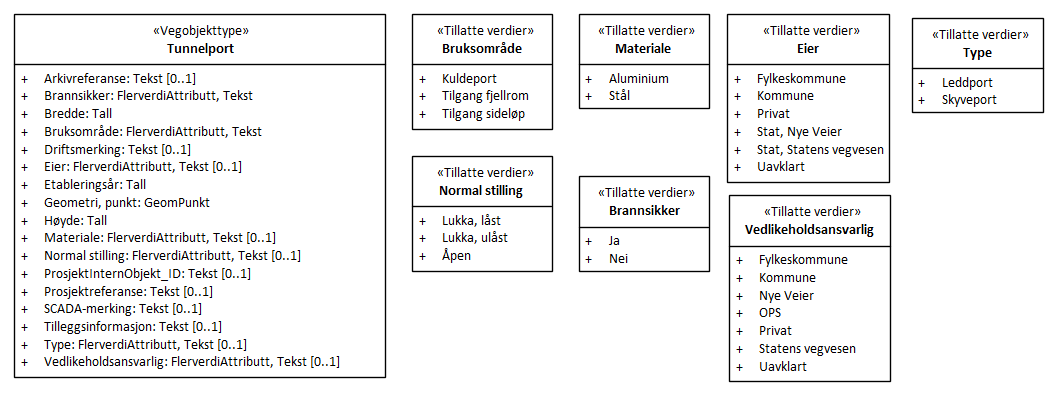 «Vegobjekttype»
Tunnelport
+ Arkivreferanse: Tekst [0..1]
+ Brannsikker: FlerverdiAttributt, Tekst
+ Bredde: Tall
+ Bruksområde: FlerverdiAttributt, Tekst
+ Driftsmerking: Tekst [0..1]
+ Eier: FlerverdiAttributt, Tekst [0..1]
+ Etableringsår: Tall
+ Geometri, punkt: GeomPunkt
+ Høyde: Tall
+ Materiale: FlerverdiAttributt, Tekst [0..1]
+ Normal stilling: FlerverdiAttributt, Tekst [0..1]
+ ProsjektInternObjekt_ID: Tekst [0..1]
+ Prosjektreferanse: Tekst [0..1]
+ SCADA-merking: Tekst [0..1]
+ Tilleggsinformasjon: Tekst [0..1]
+ Type: FlerverdiAttributt, Tekst [0..1]
+ Vedlikeholdsansvarlig: FlerverdiAttributt, Tekst [0..1]
«Tillatte verdier»
Bruksområde
+ Kuldeport
+ Tilgang fjellrom
+ Tilgang sideløp
«Tillatte verdier»
Normal stilling
+ Lukka, låst
+ Lukka, ulåst
+ Åpen
«Tillatte verdier»
Materiale
+ Aluminium
+ Stål
«Tillatte verdier»
Brannsikker
+ Ja
+ Nei
«Tillatte verdier»
Eier
+ Fylkeskommune
+ Kommune
+ Privat
+ Stat, Nye Veier
+ Stat, Statens vegvesen
+ Uavklart
«Tillatte verdier»
Vedlikeholdsansvarlig
+ Fylkeskommune
+ Kommune
+ Nye Veier
+ OPS
+ Privat
+ Statens vegvesen
+ Uavklart
«Tillatte verdier»
Type
+ Leddport
+ Skyveport